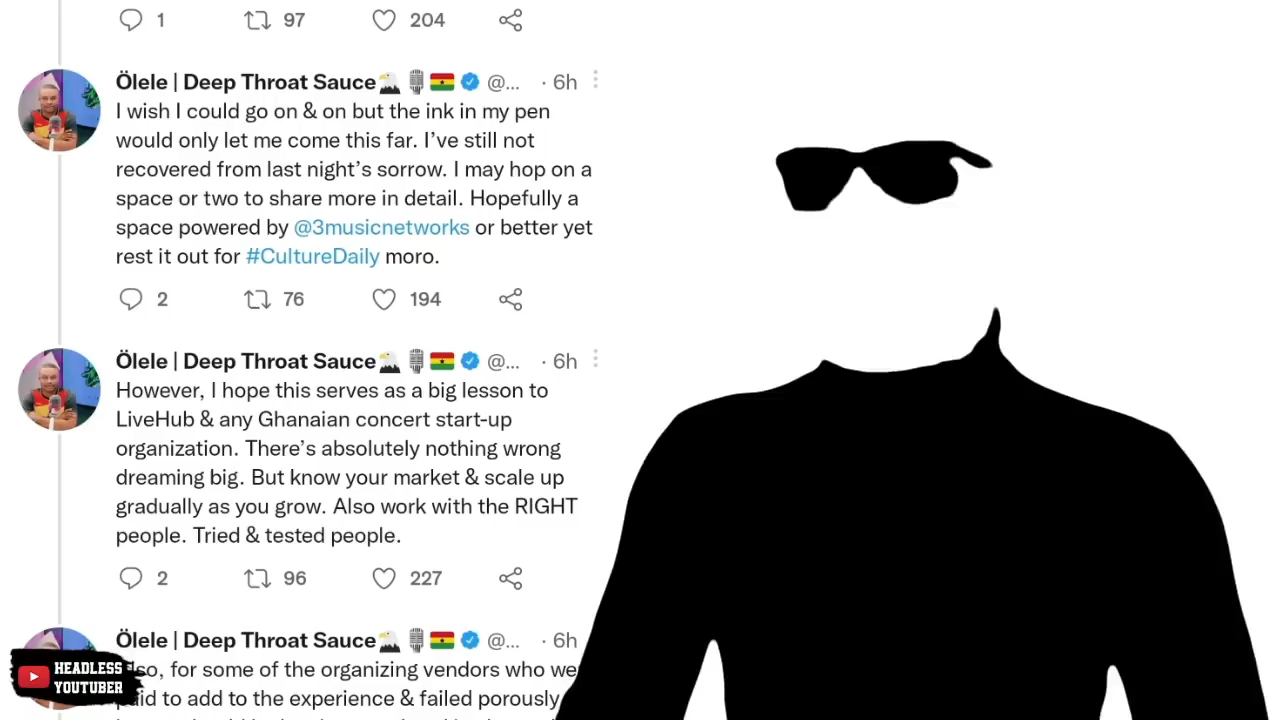 1 97 204
Ölele | Deep Throat Sauce🦅🎙️🇬🇭 @... · 6h
I wish I could go on & on but the ink in my pen
would only let me come this far. I’ve still not
recovered from last night’s sorrow. I may hop on a
space or two to share more in detail. Hopefully a
space powered by @3musicnetworks or better yet
rest it out for #CultureDaily moro.
2 76 194
Ölele | Deep Throat Sauce🦅🎙️🇬🇭 @... · 6h
However, I hope this serves as a big lesson to
LiveHub & any Ghanaian concert start-up
organization. There’s absolutely nothing wrong
dreaming big. But know your market & scale up
gradually as you grow. Also work with the RIGHT
people. Tried & tested people.
2 96 227
Ölele | Deep Throat Sauce🦅🎙️🇬🇭 @... · 6h
for some of the organizing vendors who
to add to the experience & failed porously
HEADLESS
YOUTUBER